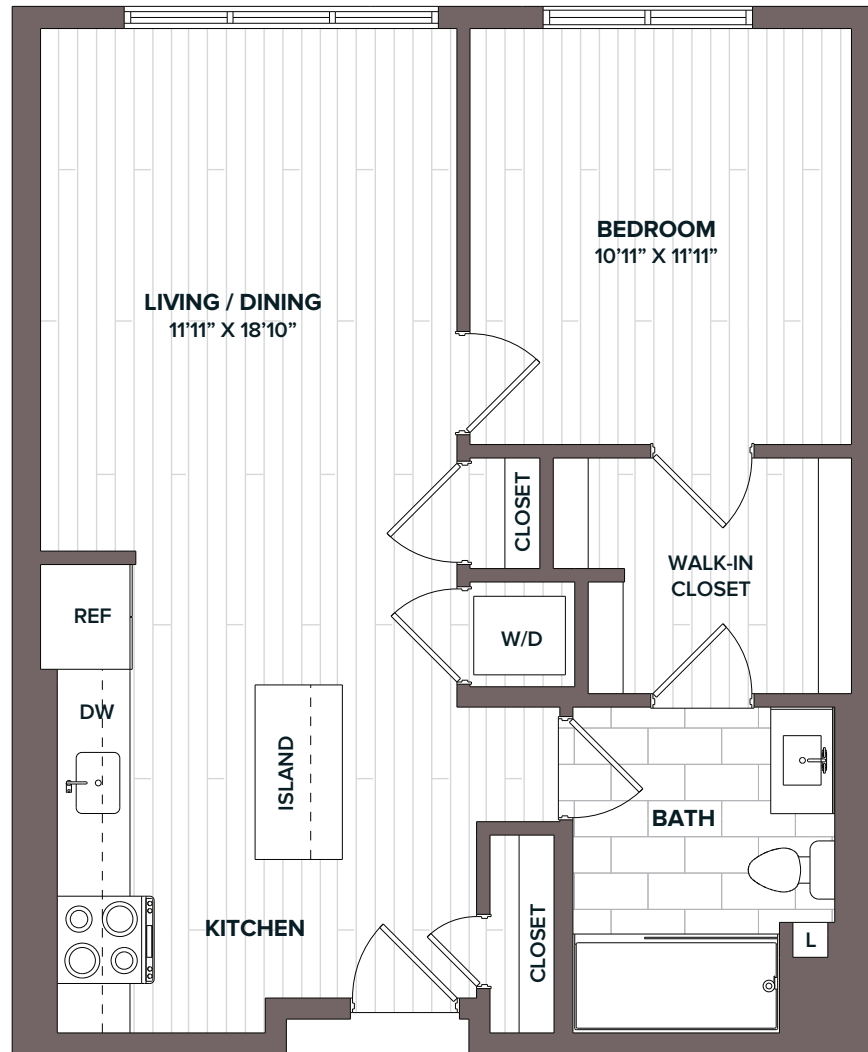 BEDROOM
10'11” X 11'11”
LIVING / DINING
11'11” X 18'10”
CLOSET
WALK-IN
CLOSET
REF
W/D
DW
ISLAND
BATH
KITCHEN
CLOSET
L